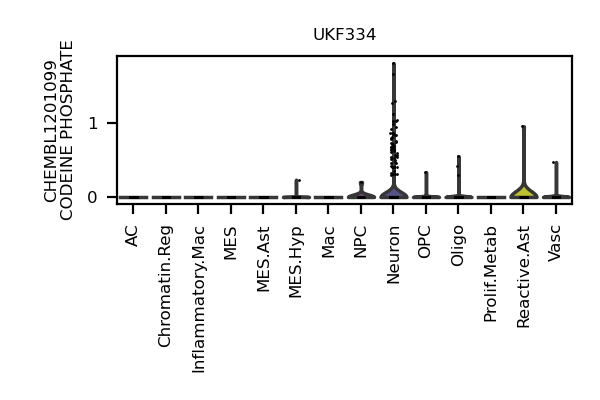 UKF334
CHEMBL1201099
CODEINE PHOSPHATE
1
0
AC
Chromatin.Reg
Inflammatory.Mac
MES
MES.Ast
MES.Hyp
Mac
NPC
Neuron
OPC
Oligo
Prolif.Metab
Reactive.Ast
Vasc